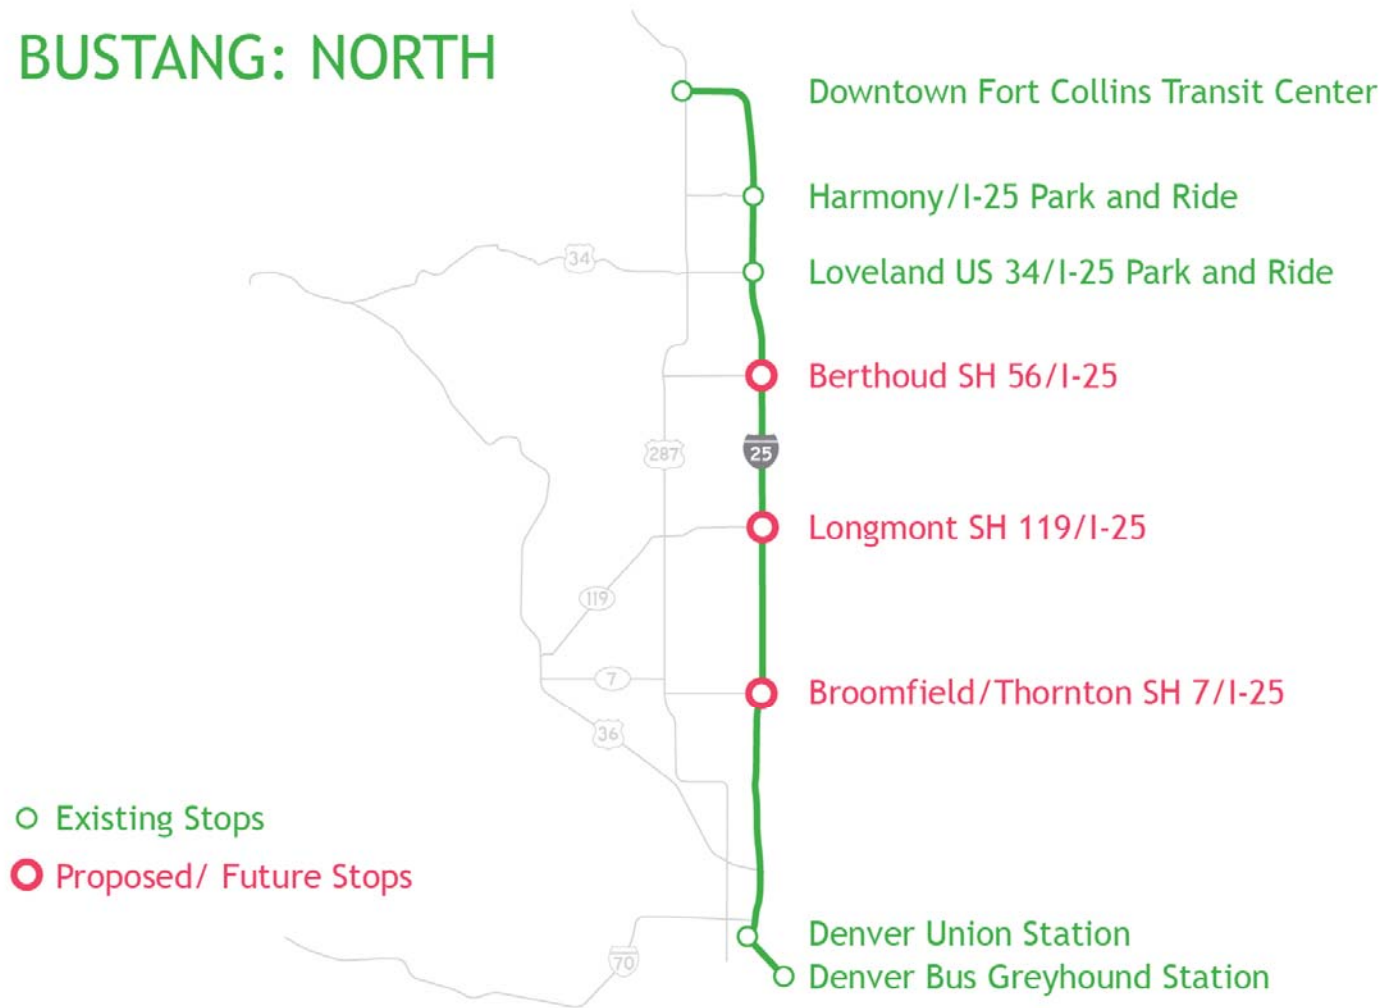 BUSTANG: NORTH
Downtown Fort Collins Transit Center
Harmony/I-25 Park and Ride
34
Loveland US 34/I-25 Park and Ride
Berthoud SH 56/I-25
287
25
Longmont SH 119/I-25
119
7
Broomfield/Thornton SH 7/I-25
36
Existing Stops
Proposed/ Future Stops
Denver Union Station
70
Denver Bus Greyhound Station